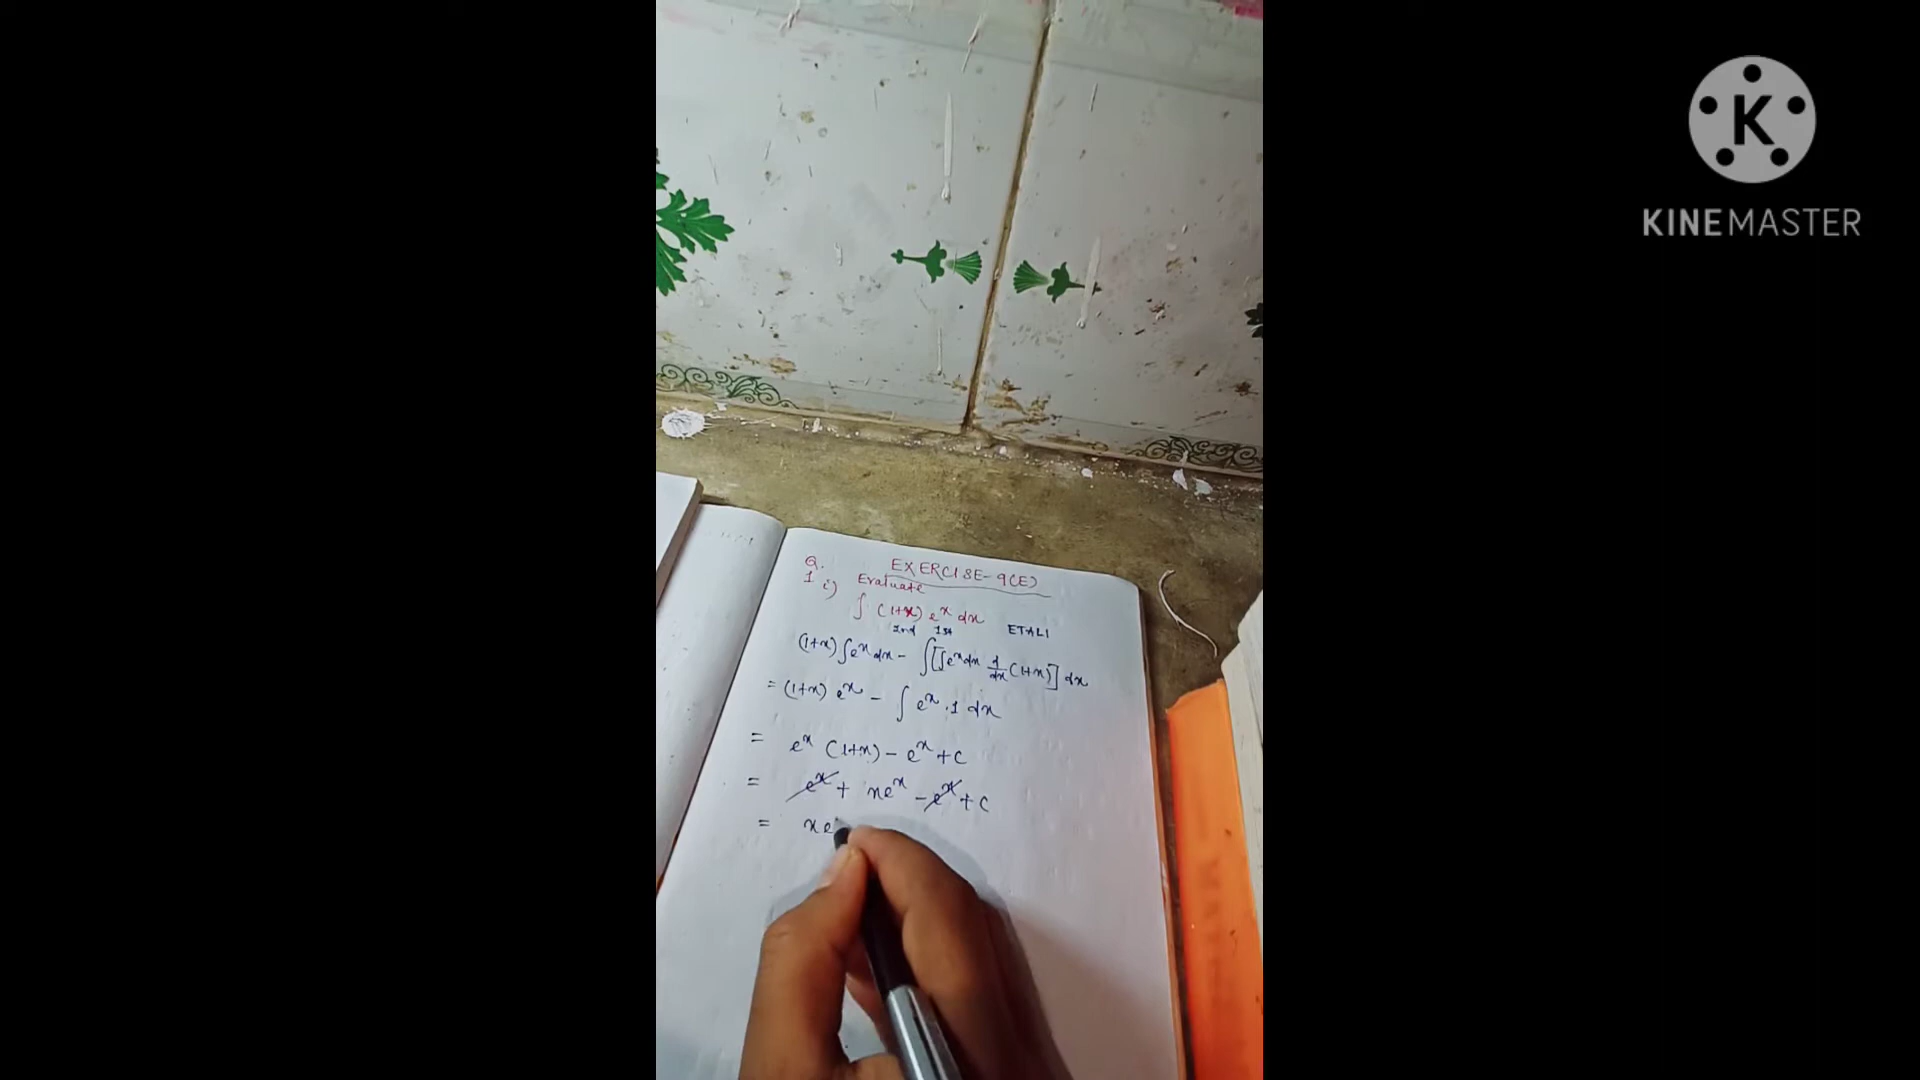 K
KINEMASTER
Q. EXERCISE-9(E)
1 i) Evaluate
∫ (1+x) e^x dx
2nd 1st ETALI
(1+x)∫e^x dx - ∫[∫e^x dx d/dx (1+x)] dx
= (1+x) e^x - ∫ e^x . 1 dx
= e^x (1+x) - e^x + C
= e^x + xe^x - e^x + C
= xe